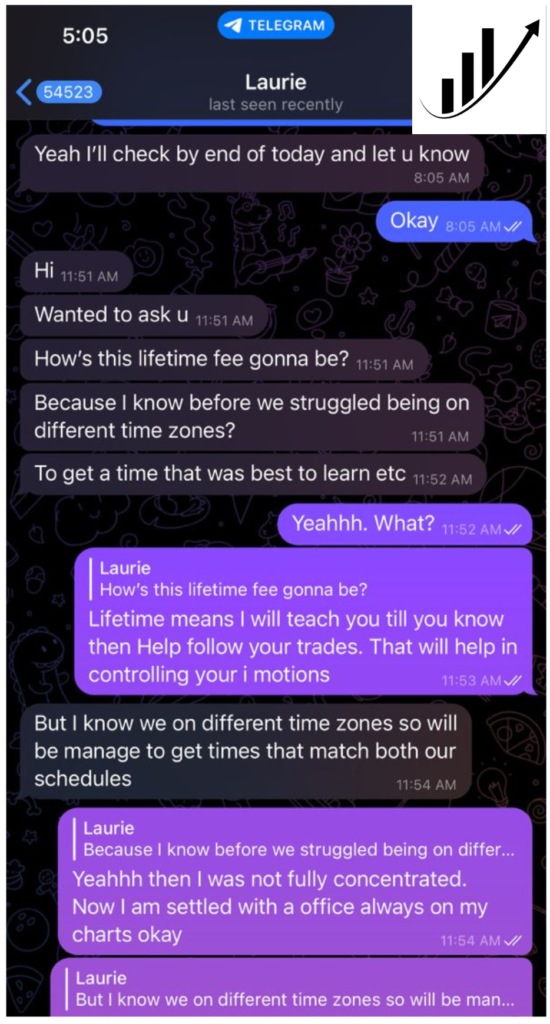 5:05
TELEGRAM
54523
Laurie
last seen recently
Yeah I'll check by end of today and let u know
8:05 AM
Okay 8:05 AM
Hi 11:51 AM
Wanted to ask u 11:51 AM
How's this lifetime fee gonna be? 11:51 AM
Because I know before we struggled being on
different time zones? 11:51 AM
To get a time that was best to learn etc 11:52 AM
Yeahhh. What? 11:52 AM
Laurie
How's this lifetime fee gonna be?
Lifetime means I will teach you till you know
then Help follow your trades. That will help in
controlling your i motions 11:53 AM
But I know we on different time zones so will
be manage to get times that match both our
schedules 11:54 AM
Laurie
Because I know before we struggled being on differ...
Yeahhh then I was not fully concentrated.
Now I am settled with a office always on my
charts okay 11:54 AM
Laurie
But I know we on different time zones so will be man...